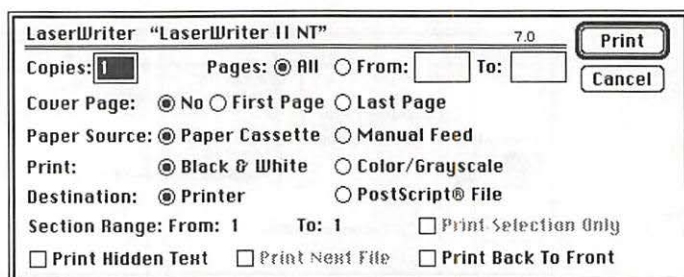 LaserWriter “LaserWriter II NT” 7.0 Print
Copies: 1 Pages: All From: To:
Cancel
Cover Page: No First Page Last Page
Paper Source: Paper Cassette Manual Feed
Print: Black & White Color/Grayscale
Destination: Printer PostScript® File
Section Range: From: 1 To: 1 Print Selection Only
Print Hidden Text Print Next File Print Back To Front